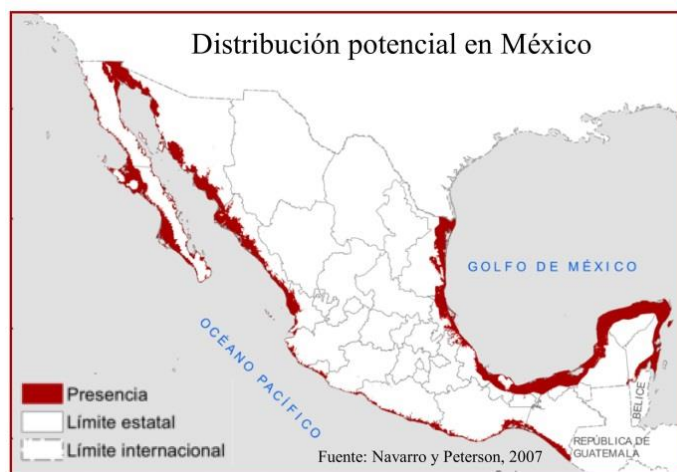 Distribución potencial en México
GOLFO DE MÉXICO
OCÉANO PACÍFICO
BELICE
REPÚBLICA DE
GUATEMALA
Presencia
Límite estatal
Límite internacional
Fuente: Navarro y Peterson, 2007